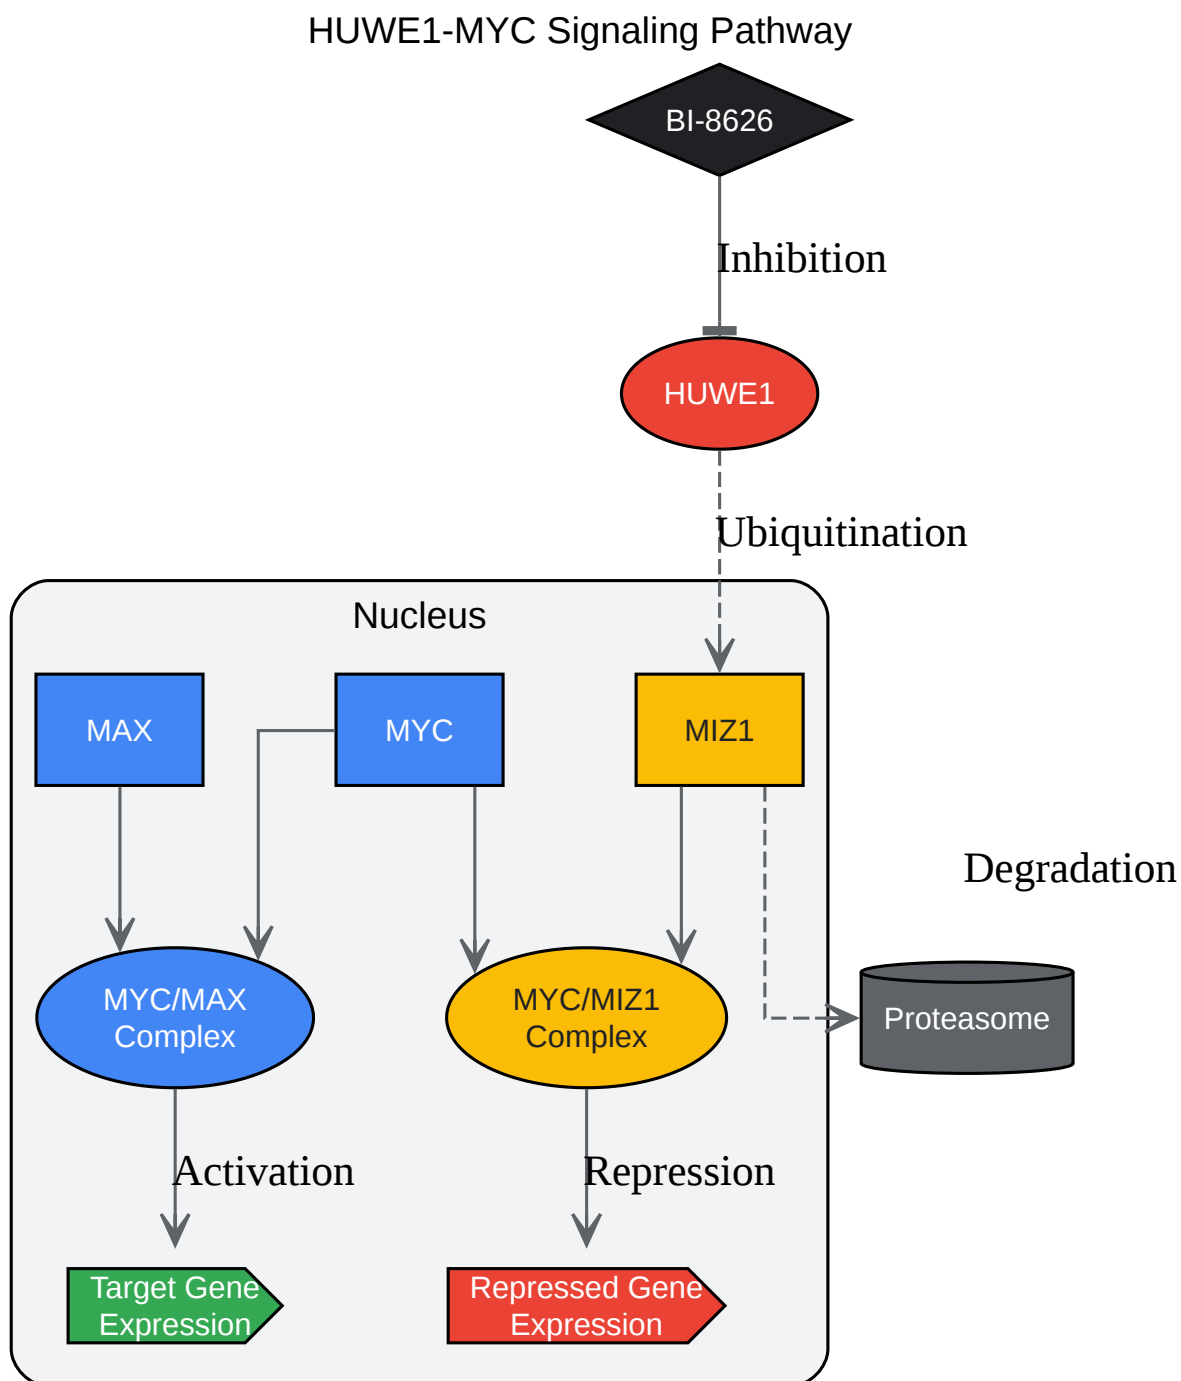 HUWE1-MYC Signaling Pathway
BI-8626
Inhibition
HUWE1
Ubiquitination
Nucleus
MAX
MYC
MIZ1
Degradation
MYC/MAX
Complex
MYC/MIZ1
Complex
Proteasome
Activation
Repression
Target Gene
Expression
Repressed Gene
Expression